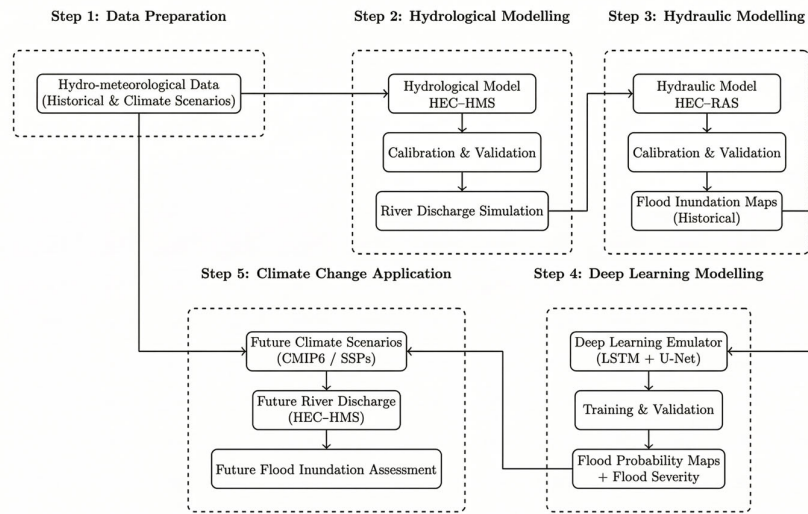 Step 1: Data Preparation
Hydro-meteorological Data
(Historical & Climate Scenarios)
Step 2: Hydrological Modelling
Hydrological Model
HEC–HMS
Calibration & Validation
River Discharge Simulation
Step 3: Hydraulic Modelling
Hydraulic Model
HEC–RAS
Calibration & Validation
Flood Inundation Maps
(Historical)
Step 4: Deep Learning Modelling
Deep Learning Emulator
(LSTM + U-Net)
Training & Validation
Flood Probability Maps
+ Flood Severity
Step 5: Climate Change Application
Future Climate Scenarios
(CMIP6 / SSPs)
Future River Discharge
(HEC–HMS)
Future Flood Inundation Assessment